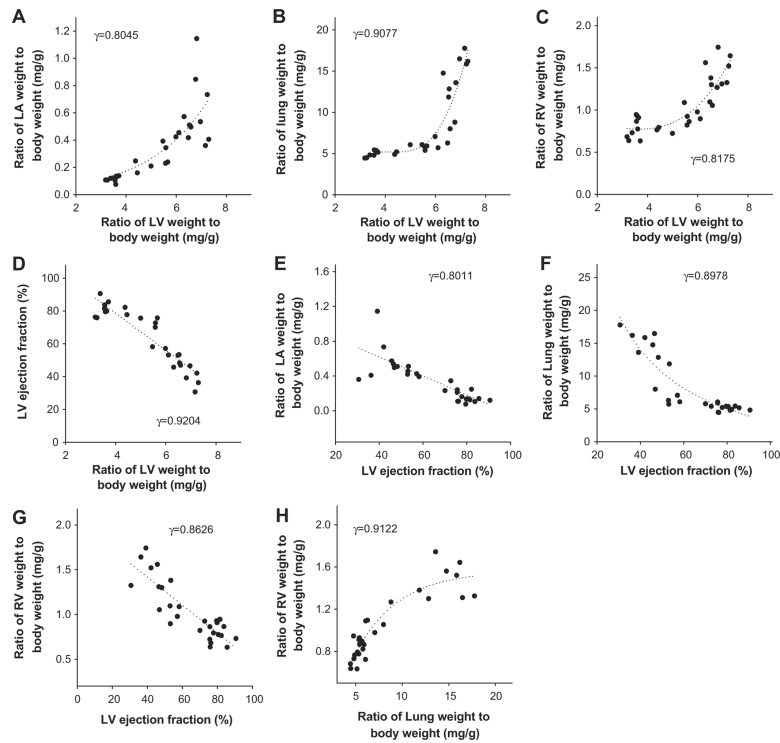 A
γ=0.8045
Ratio of LA weight to
body weight (mg/g)
1.2
1.0
0.8
0.6
0.4
0.2
0.0
2 4 6 8
Ratio of LV weight to
body weight (mg/g)
B
γ=0.9077
Ratio of lung weight to
body weight (mg/g)
20
15
10
5
0
2 4 6 8
Ratio of LV weight to
body weight (mg/g)
C
Ratio of RV weight to
body weight (mg/g)
2.0
1.5
1.0
0.5
0.0
γ=0.8175
2 4 6 8
Ratio of LV weight to
body weight (mg/g)
D
LV ejection fraction (%)
100
80
60
40
20
0
γ=0.9204
2 4 6 8
Ratio of LV weight to
body weight (mg/g)
E
γ=0.8011
Ratio of LA weight to
body weight (mg/g)
1.6
1.2
0.8
0.4
0.0
20 40 60 80 100
LV ejection fraction (%)
F
γ=0.8978
Ratio of Lung weight to
body weight (mg/g)
25
20
15
10
5
0
20 40 60 80 100
LV ejection fraction (%)
G
γ=0.8626
Ratio of RV weight to
body weight (mg/g)
2.0
1.5
1.0
0.5
0 20 40 60 80 100
LV ejection fraction (%)
H
γ=0.9122
Ratio of RV weight to
body weight (mg/g)
2.0
1.6
1.2
0.8
5 10 15 20
Ratio of Lung weight to
body weight (mg/g)